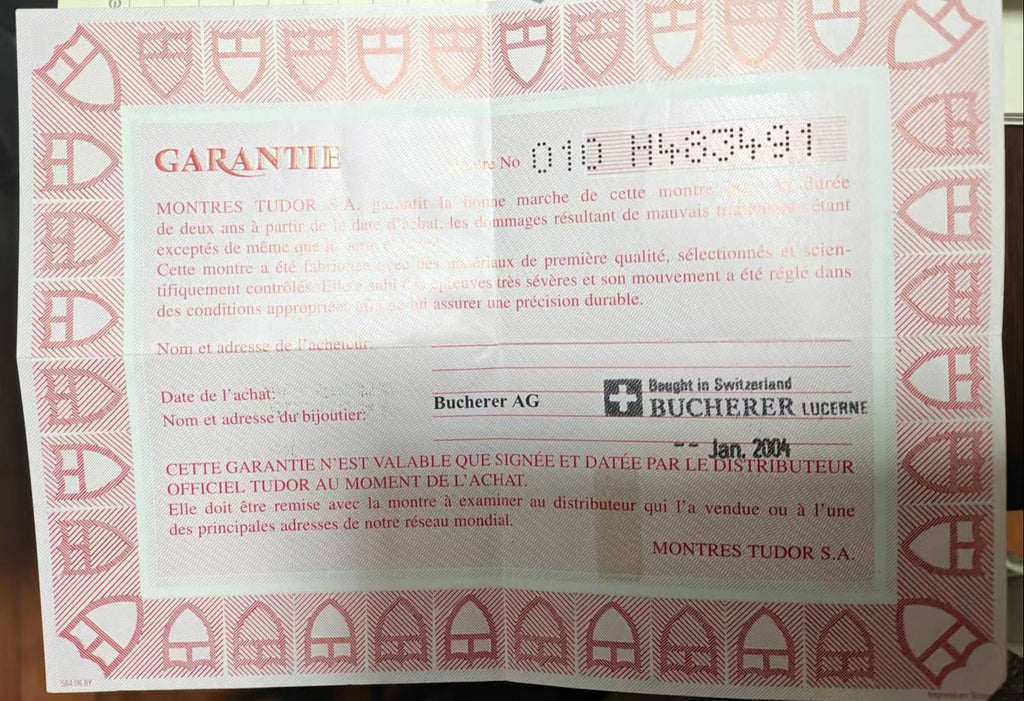 GARANTIE
No 010 H483491
MONTRES TUDOR S.A. garantit la bonne marche de cette montre pour la durée
de deux ans à partir de la date d'achat, les dommages résultant de mauvais traitements étant
exceptés de même que
Cette montre a été fabriquée avec des matériaux de première qualité, sélectionnés et scien-
tifiquement contrôlés. Elle a subi des épreuves très sévères et son mouvement a été réglé dans
des conditions appropriées afin de lui assurer une précision durable.
Nom et adresse de l'acheteur:
Date de l'achat:
Nom et adresse du bijoutier:
Bucherer AG
Bought in Switzerland
BUCHERER LUCERNE
-- Jan. 2004
CETTE GARANTIE N'EST VALABLE QUE SIGNÉE ET DATÉE PAR LE DISTRIBUTEUR
OFFICIEL TUDOR AU MOMENT DE L'ACHAT.
Elle doit être remise avec la montre à examiner au distributeur qui l'a vendue ou à l'une
des principales adresses de notre réseau mondial.
MONTRES TUDOR S.A.